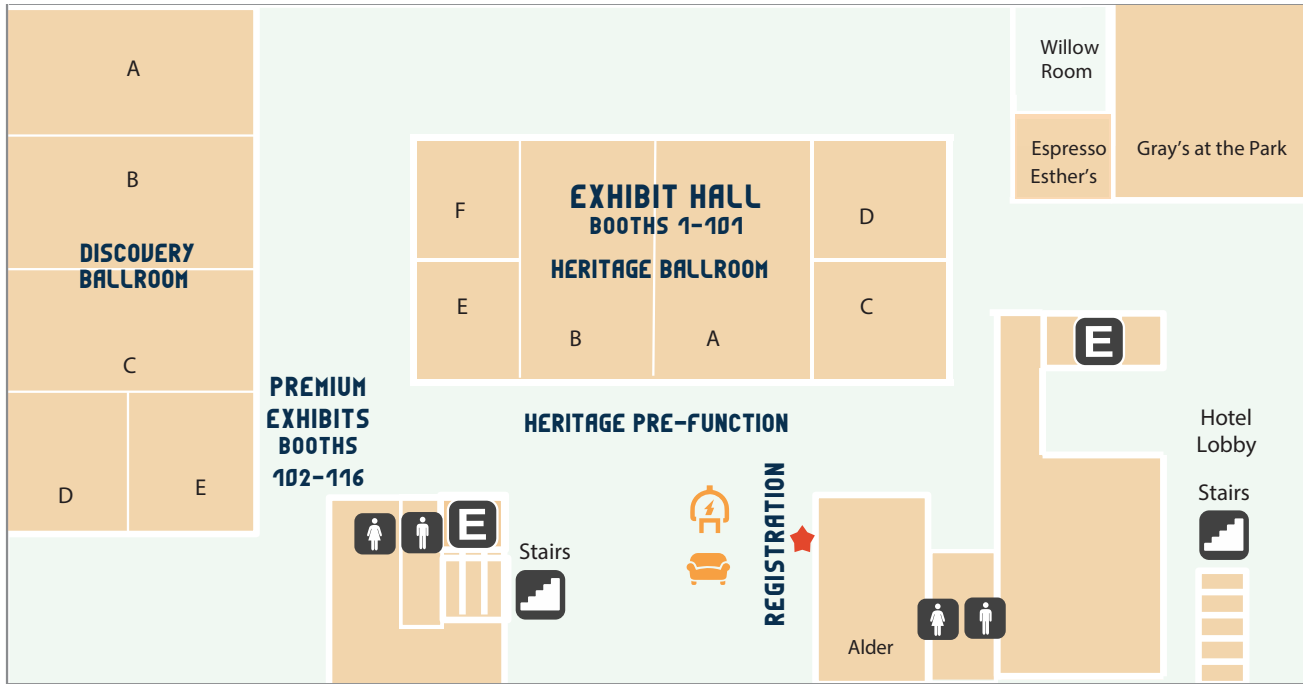 A
B
DISCOVERY
BALLROOM
C
D
E
PREMIUM
EXHIBITS
BOOTHS
102-116
F
EXHIBIT HALL
BOOTHS 1-101
D
HERITAGE BALLROOM
E
B
A
C
HERITAGE PRE-FUNCTION
Willow
Room
Espresso
Esther's
Gray's at the Park
E
Hotel
Lobby
Stairs
E
Stairs
REGISTRATION
Alder